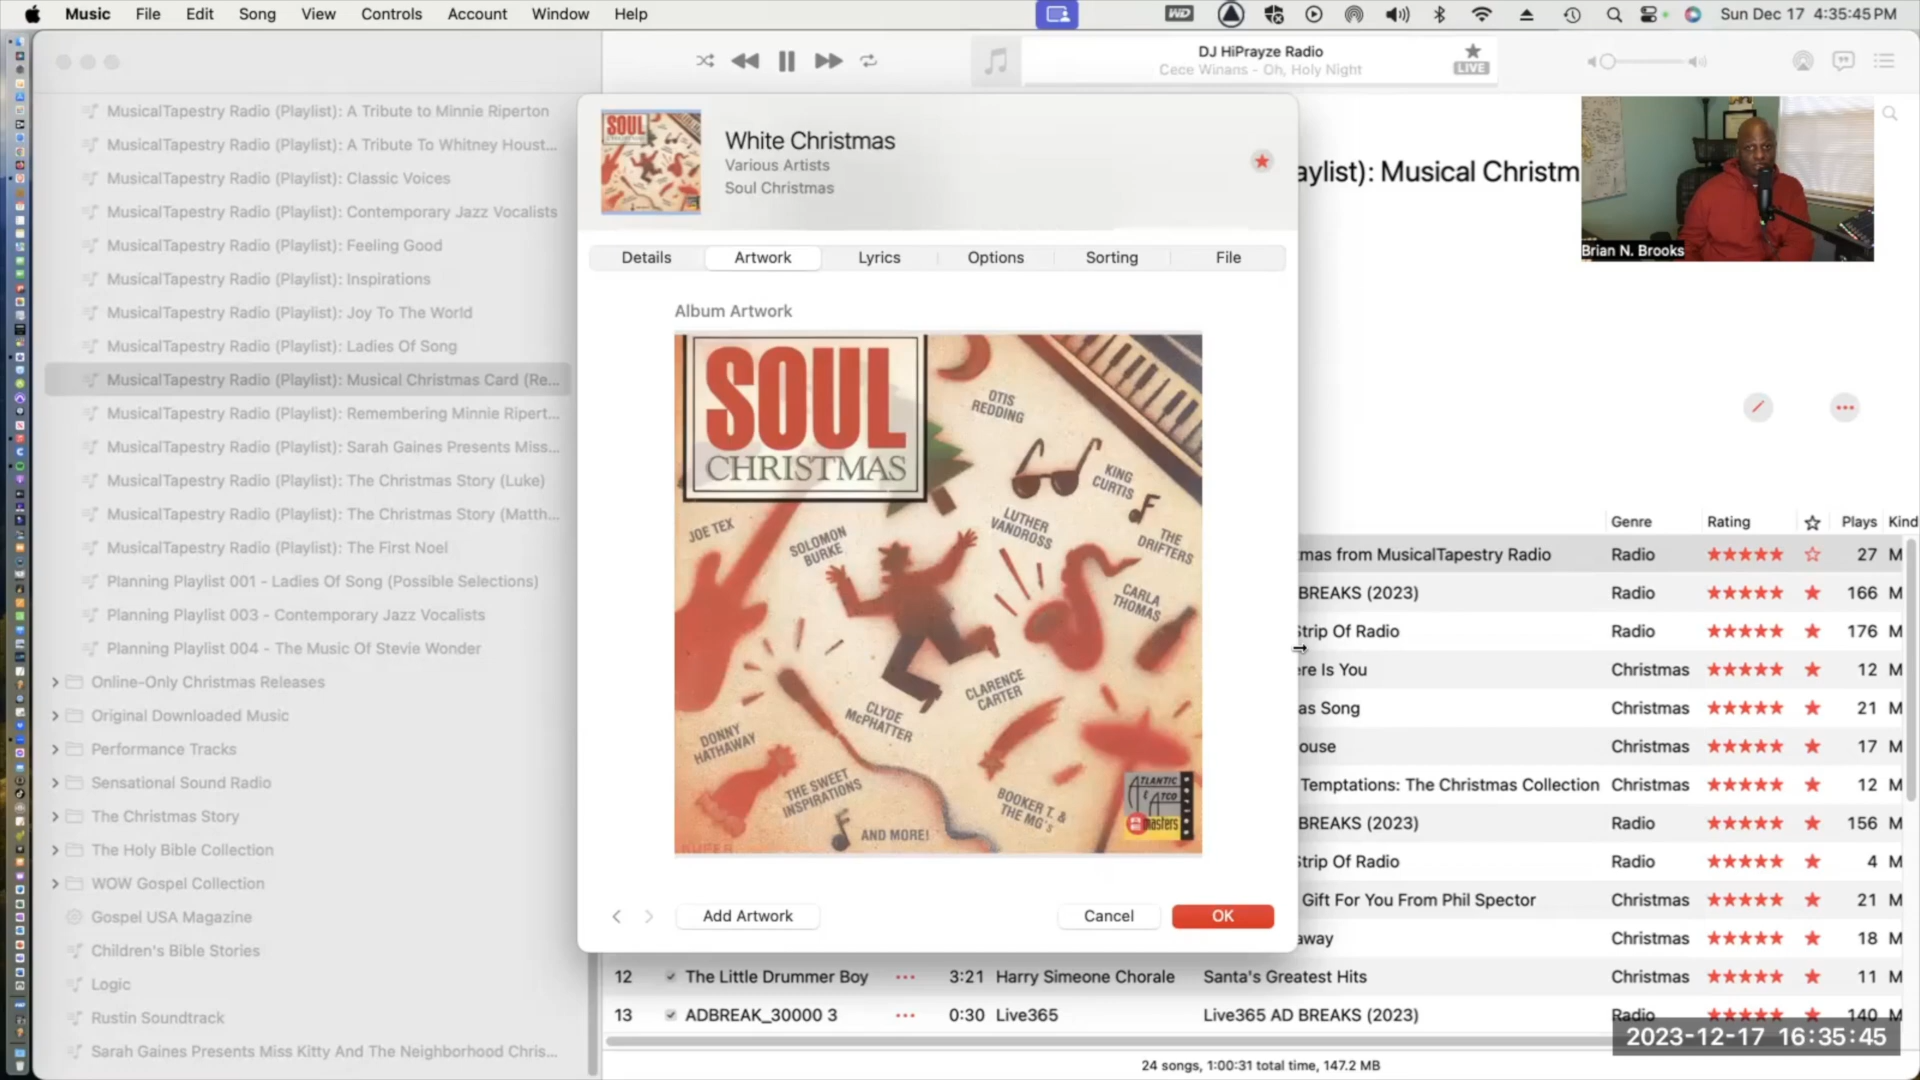 Music File Edit Song View Controls Account Window Help
WD
Sun Dec 17 4:35:45 PM
DJ HiPrayze Radio
Cece Winans - Oh, Holy Night
LIVE
MusicalTapestry Radio (Playlist): A Tribute to Minnie Riperton
MusicalTapestry Radio (Playlist): A Tribute To Whitney Houst...
MusicalTapestry Radio (Playlist): Classic Voices
MusicalTapestry Radio (Playlist): Contemporary Jazz Vocalists
MusicalTapestry Radio (Playlist): Feeling Good
MusicalTapestry Radio (Playlist): Inspirations
MusicalTapestry Radio (Playlist): Joy To The World
MusicalTapestry Radio (Playlist): Ladies Of Song
MusicalTapestry Radio (Playlist): Musical Christmas Card (Re...
MusicalTapestry Radio (Playlist): Remembering Minnie Ripert...
MusicalTapestry Radio (Playlist): Sarah Gaines Presents Miss...
MusicalTapestry Radio (Playlist): The Christmas Story (Luke)
MusicalTapestry Radio (Playlist): The Christmas Story (Matth...
MusicalTapestry Radio (Playlist): The First Noel
Planning Playlist 001 - Ladies Of Song (Possible Selections)
Planning Playlist 003 - Contemporary Jazz Vocalists
Planning Playlist 004 - The Music Of Stevie Wonder
Online-Only Christmas Releases
Original Downloaded Music
Performance Tracks
Sensational Sound Radio
The Christmas Story
The Holy Bible Collection
WOW Gospel Collection
Gospel USA Magazine
Children's Bible Stories
Logic
Rustin Soundtrack
Sarah Gaines Presents Miss Kitty And The Neighborhood Chris...
White Christmas
Various Artists
Soul Christmas
Details Artwork Lyrics Options Sorting File
Album Artwork
SOUL
CHRISTMAS
OTIS
REDDING
KING
CURTIS
JOE TEX
SOLOMON
BURKE
LUTHER
VANDROSS
THE
DRIFTERS
CARLA
THOMAS
CLARENCE
CARTER
CLYDE
McPHATTER
DONNY
HATHAWAY
THE SWEET
INSPIRATIONS
BOOKER T. &
THE MG's
AND MORE!
ATLANTIC
& ATCO
masters
Add Artwork
Cancel
OK
aylist): Musical Christm
Brian N. Brooks
Genre Rating Plays Kind
tmas from MusicalTapestry Radio Radio 27 M
BREAKS (2023) Radio 166 M
Strip Of Radio Radio 176 M
ere Is You Christmas 12 M
as Song Christmas 21 M
ouse Christmas 17 M
Temptations: The Christmas Collection Christmas 12 M
BREAKS (2023) Radio 156 M
Strip Of Radio Radio 4 M
Gift For You From Phil Spector Christmas 21 M
away Christmas 18 M
12 The Little Drummer Boy ... 3:21 Harry Simeone Chorale Santa's Greatest Hits Christmas 11 M
13 ADBREAK_30000 3 ... 0:30 Live365 Live365 AD BREAKS (2023) Radio 140 M
2023-12-17 16:35:45
24 songs, 1:00:31 total time, 147.2 MB